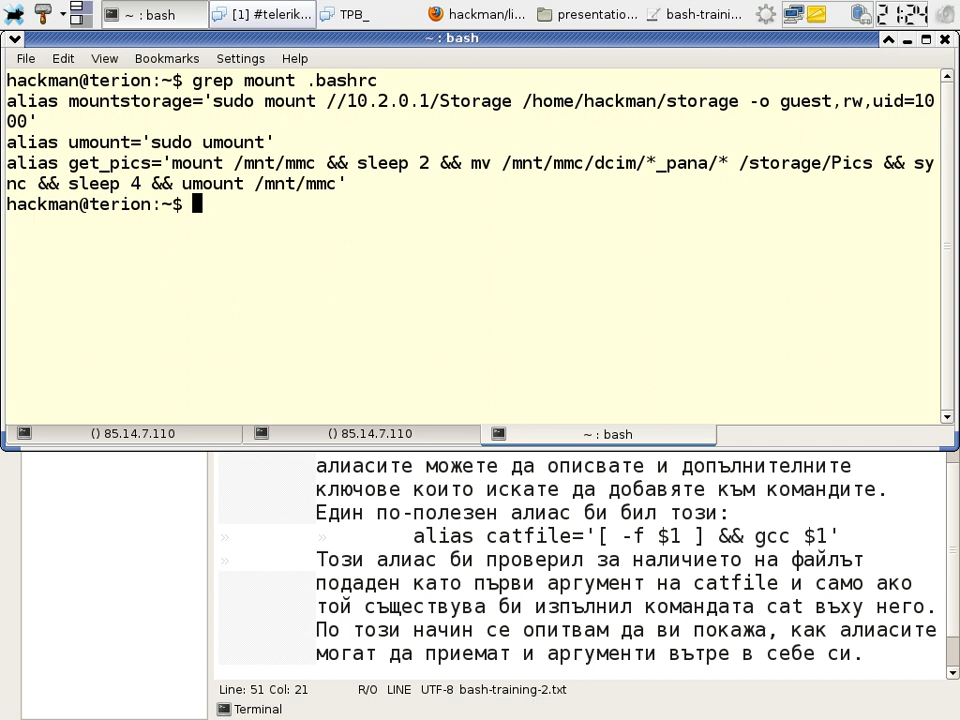 ~ : bash
[1] #telerik...
TPB_
hackman/li...
presentatio...
bash-traini...
21:24
~ : bash
File Edit View Bookmarks Settings Help
hackman@terion:~$ grep mount .bashrc
alias mountstorage='sudo mount //10.2.0.1/Storage /home/hackman/storage -o guest,rw,uid=10
00'
alias umount='sudo umount'
alias get_pics='mount /mnt/mmc && sleep 2 && mv /mnt/mmc/dcim/*_pana/* /storage/Pics && sy
nc && sleep 4 && umount /mnt/mmc'
hackman@terion:~$
() 85.14.7.110
() 85.14.7.110
~ : bash
алиасите можете да описвате и допълнителните
ключове които искате да добавяте към командите.
Един по-полезен алиас би бил този:
» » alias catfile='[ -f $1 ] && gcc $1'
» Този алиас би проверил за наличието на файлът
подаден като първи аргумент на catfile и само ако
той съществува би изпълнил командата cat въху него.
По този начин се опитвам да ви покажа, как алиасите
могат да приемат и аргументи вътре в себе си.
Line: 51 Col: 21 R/O LINE UTF-8 bash-training-2.txt
Terminal